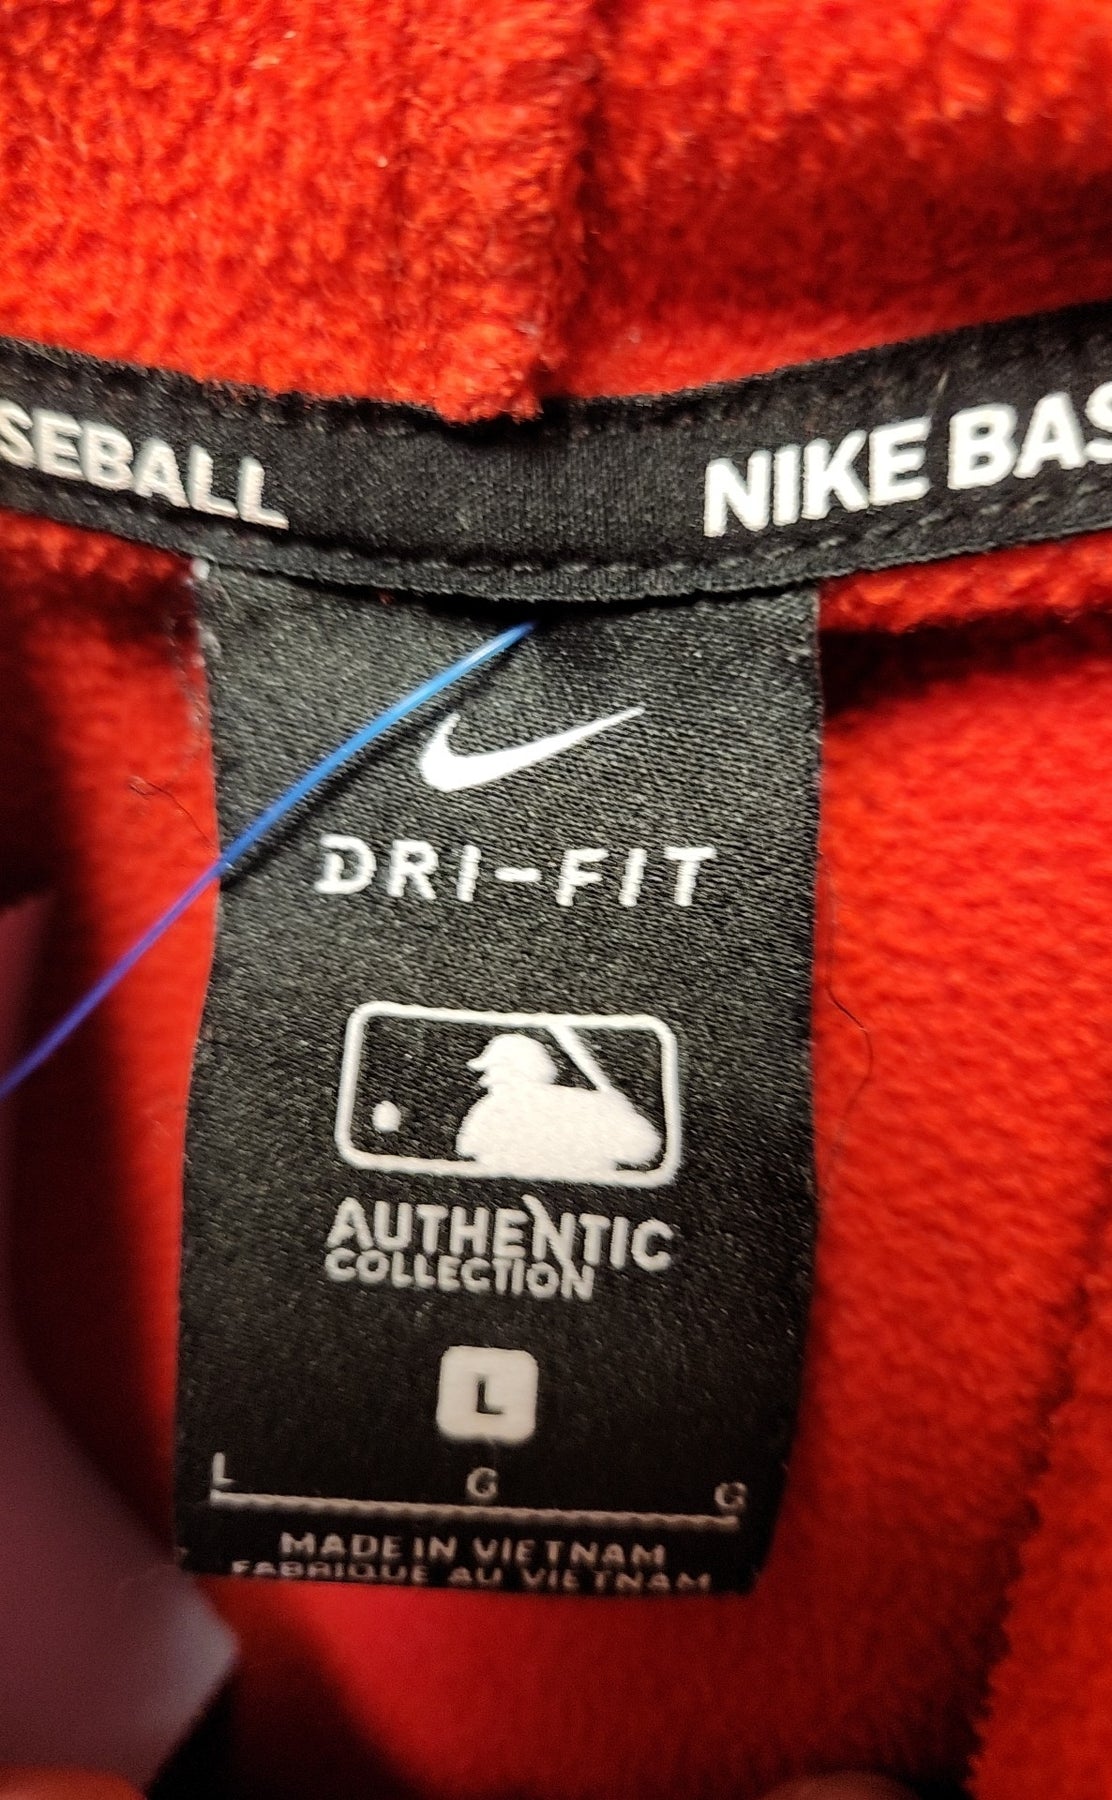 SEBALL
NIKE BAS
DRI-FIT
AUTHENTIC
COLLECTION
L
L G G
MADE IN VIETNAM
FABRIQUE AU VIETNAM